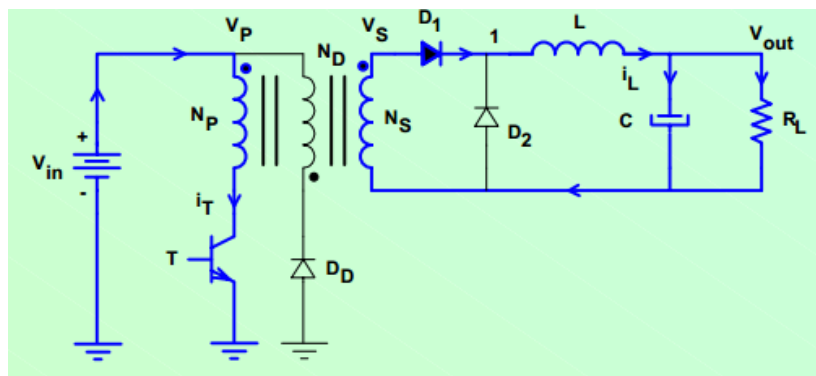 V_P V_S D_1 1 L V_out
N_D
N_P N_S D_2 i_L C R_L
+
V_in
-
i_T
T D_D